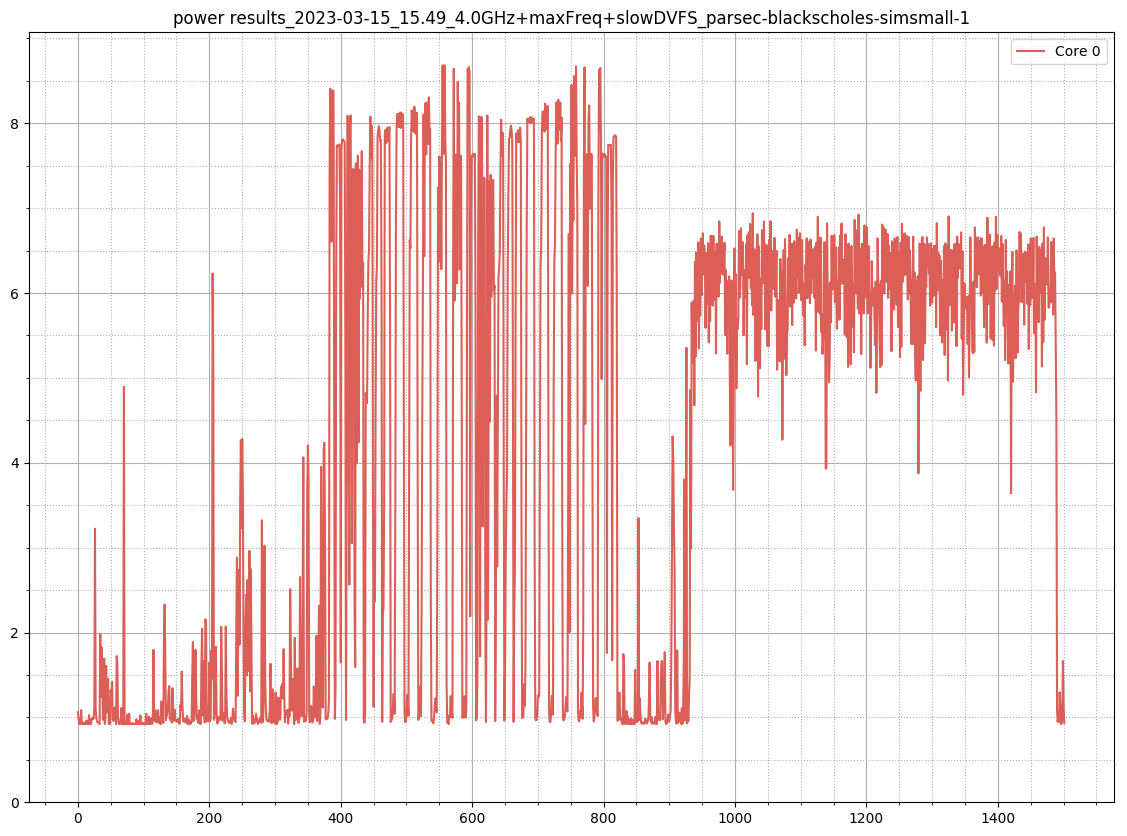 power results_2023-03-15_15.49_4.0GHz+maxFreq+slowDVFS_parsec-blackscholes-simsmall-1
Core 0
8
6
4
2
0
0 200 400 600 800 1000 1200 1400